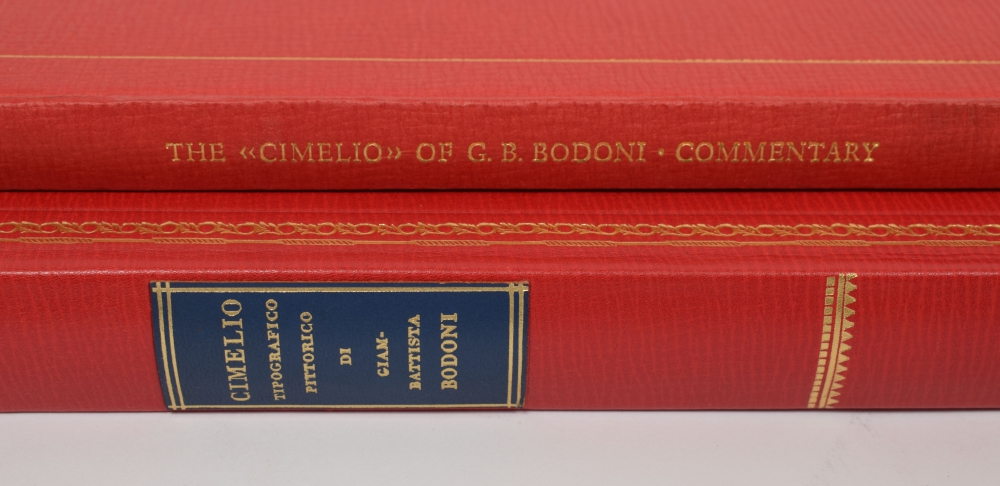 THE «CIMELIO» OF G. B. BODONI · COMMENTARY
CIMELIO
TIPOGRAFICO
PITTORICO
DI
GIAM-
BATTISTA
BODONI